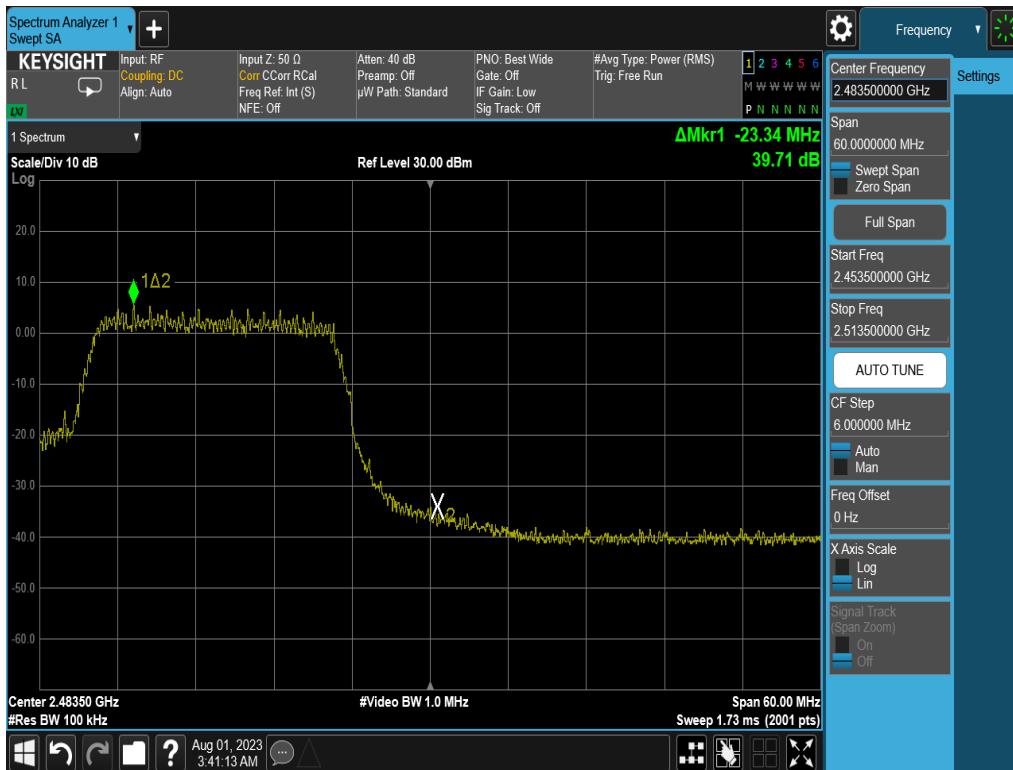 Spectrum Analyzer 1
Swept SA
Frequency
KEYSIGHT
R L
LXI
Input: RF
Coupling: DC
Align: Auto
Input Z: 50 Ω
Corr CCorr RCal
Freq Ref: Int (S)
NFE: Off
Atten: 40 dB
Preamp: Off
µW Path: Standard
PNO: Best Wide
Gate: Off
IF Gain: Low
Sig Track: Off
#Avg Type: Power (RMS)
Trig: Free Run
1 2 3 4 5 6
M W W W W W
P N N N N N
1 Spectrum
ΔMkr1 -23.34 MHz
39.71 dB
Scale/Div 10 dB
Ref Level 30.00 dBm
Log
20.0
10.0
0.00
-10.0
-20.0
-30.0
-40.0
-50.0
-60.0
1Δ2
X2
Center 2.48350 GHz
#Video BW 1.0 MHz
Span 60.00 MHz
#Res BW 100 kHz
Sweep 1.73 ms (2001 pts)
Aug 01, 2023
3:41:13 AM
?
Center Frequency
2.483500000 GHz
Settings
Span
60.0000000 MHz
Swept Span
Zero Span
Full Span
Start Freq
2.453500000 GHz
Stop Freq
2.513500000 GHz
AUTO TUNE
CF Step
6.000000 MHz
Auto
Man
Freq Offset
0 Hz
X Axis Scale
Log
Lin
Signal Track
(Span Zoom)
On
Off